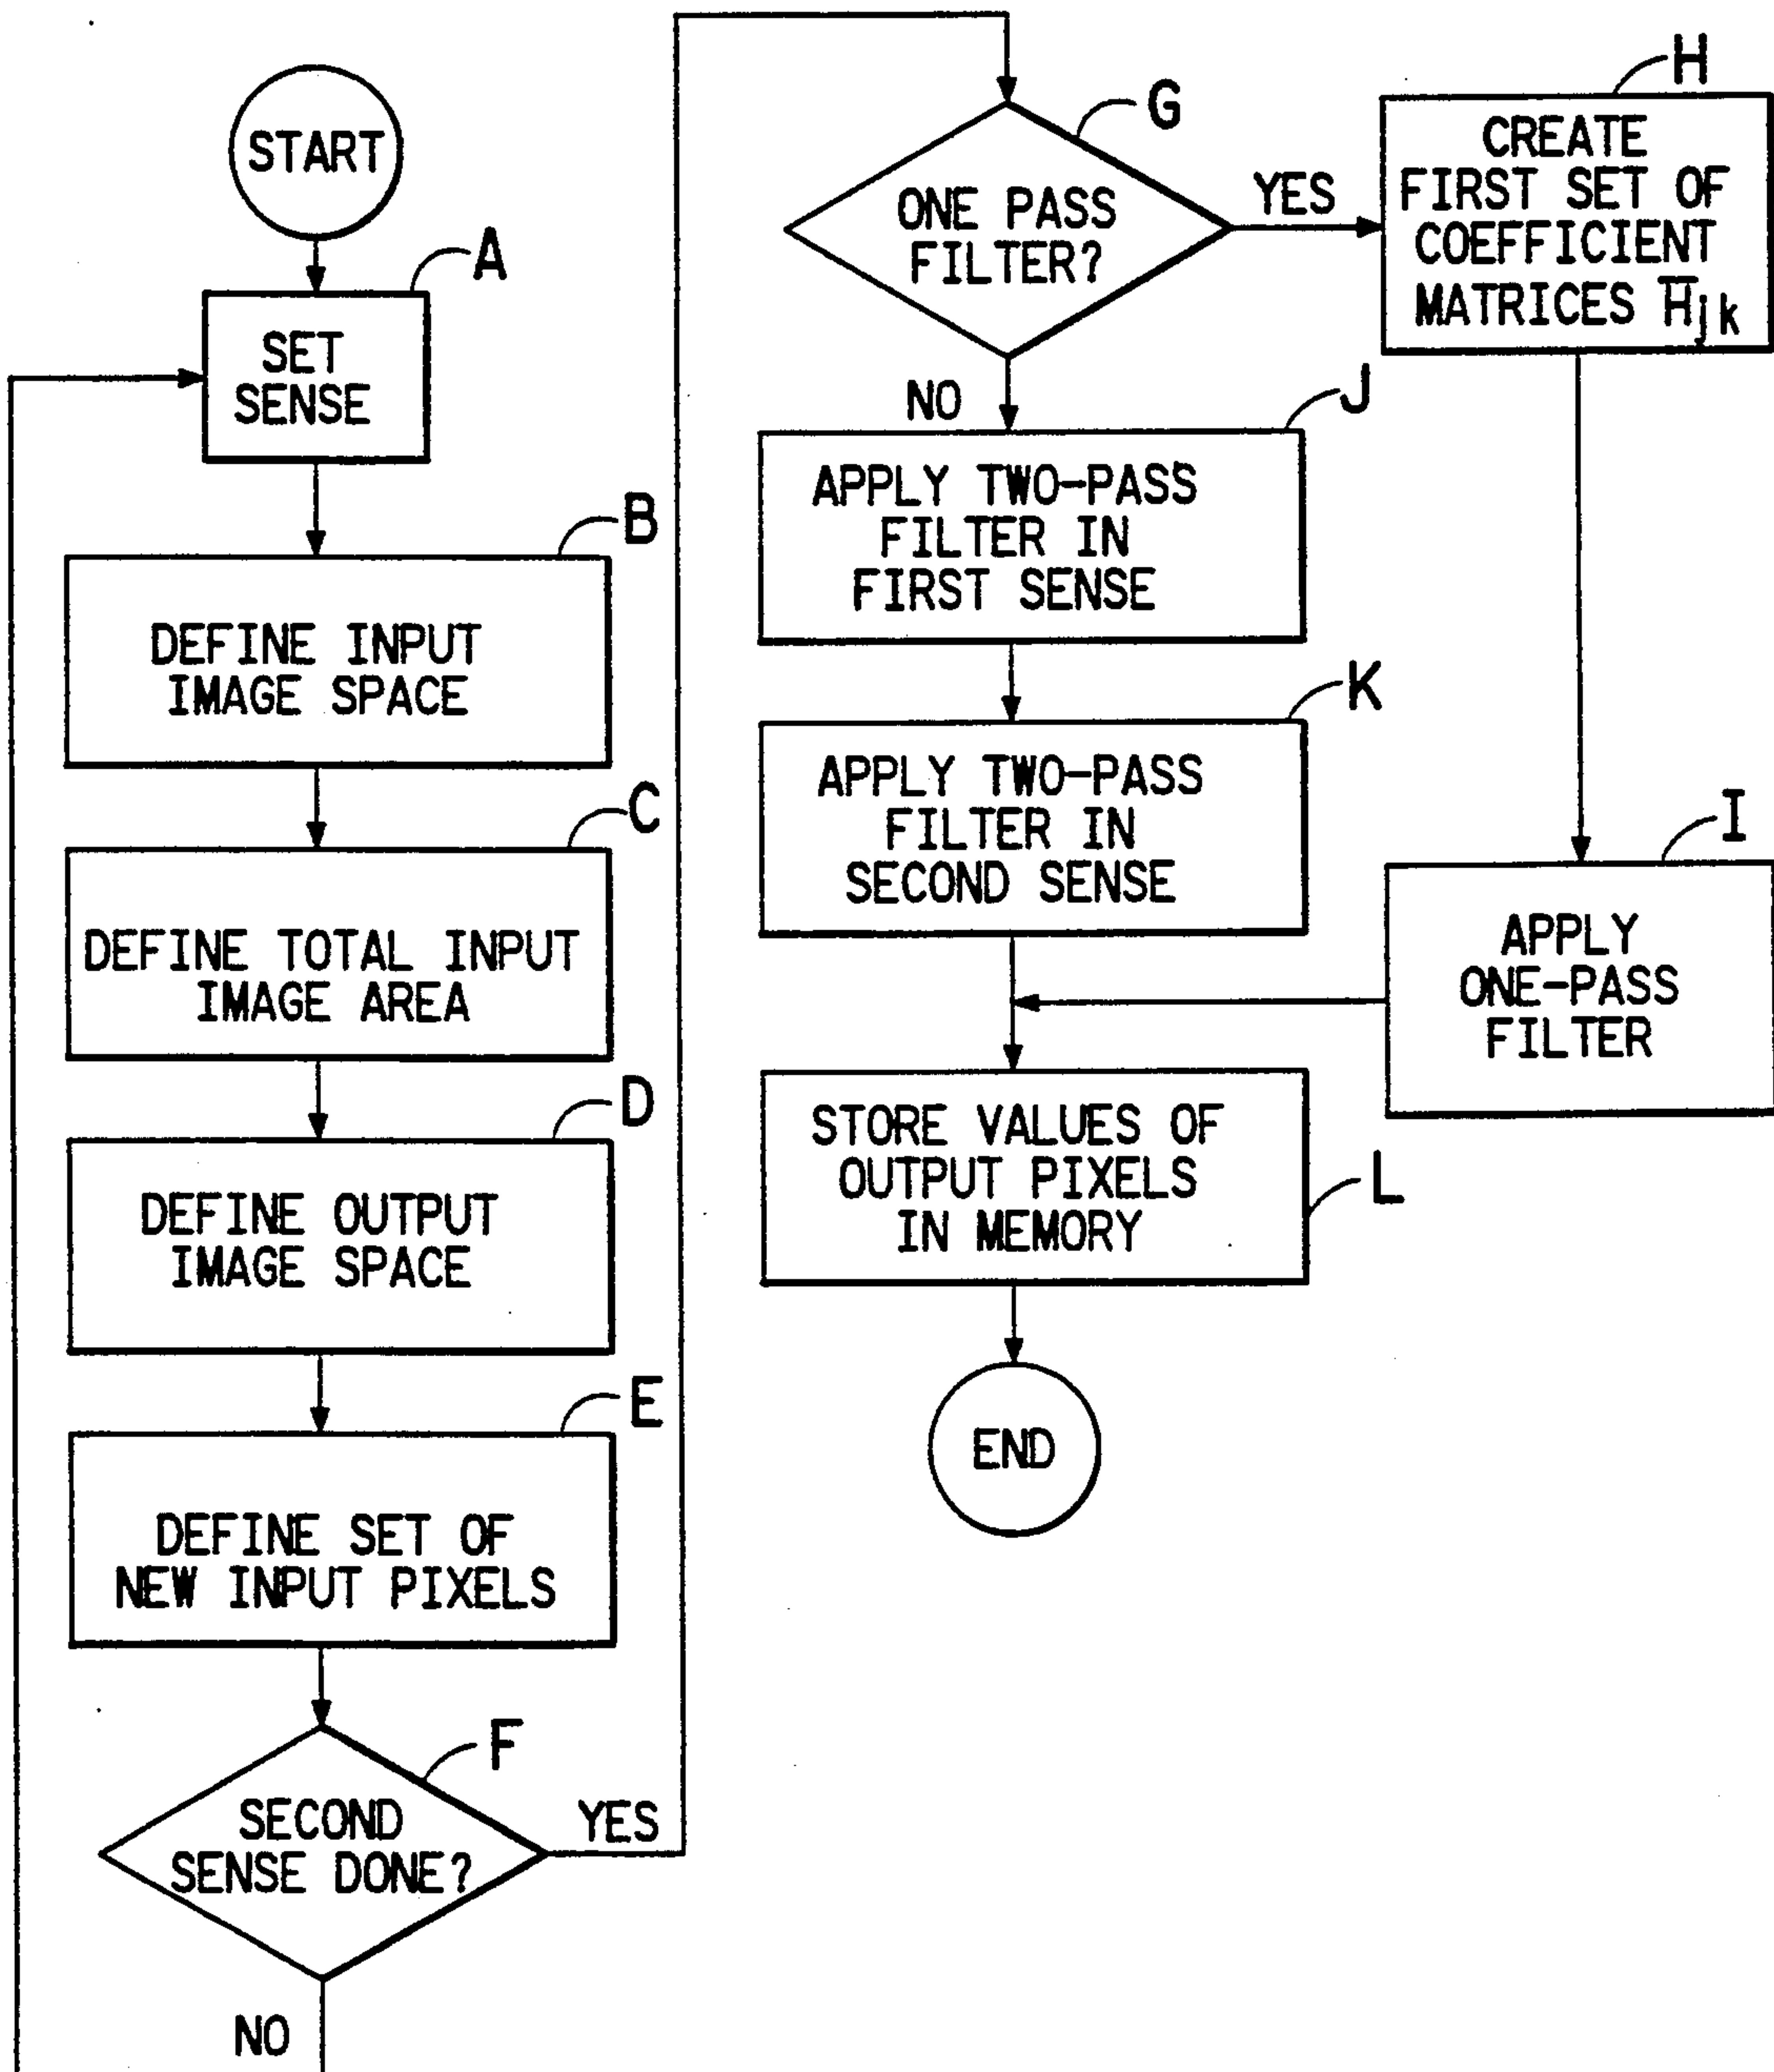 START
A
SET
SENSE
B
DEFINE INPUT
IMAGE SPACE
C
DEFINE TOTAL INPUT
IMAGE AREA
D
DEFINE OUTPUT
IMAGE SPACE
E
DEFINE SET OF
NEW INPUT PIXELS
F
SECOND
SENSE DONE?
YES
NO
G
ONE PASS
FILTER?
YES
NO
H
CREATE
FIRST SET OF
COEFFICIENT
MATRICES H̅jk
J
APPLY TWO-PASS
FILTER IN
FIRST SENSE
K
APPLY TWO-PASS
FILTER IN
SECOND SENSE
I
APPLY
ONE-PASS
FILTER
L
STORE VALUES OF
OUTPUT PIXELS
IN MEMORY
END